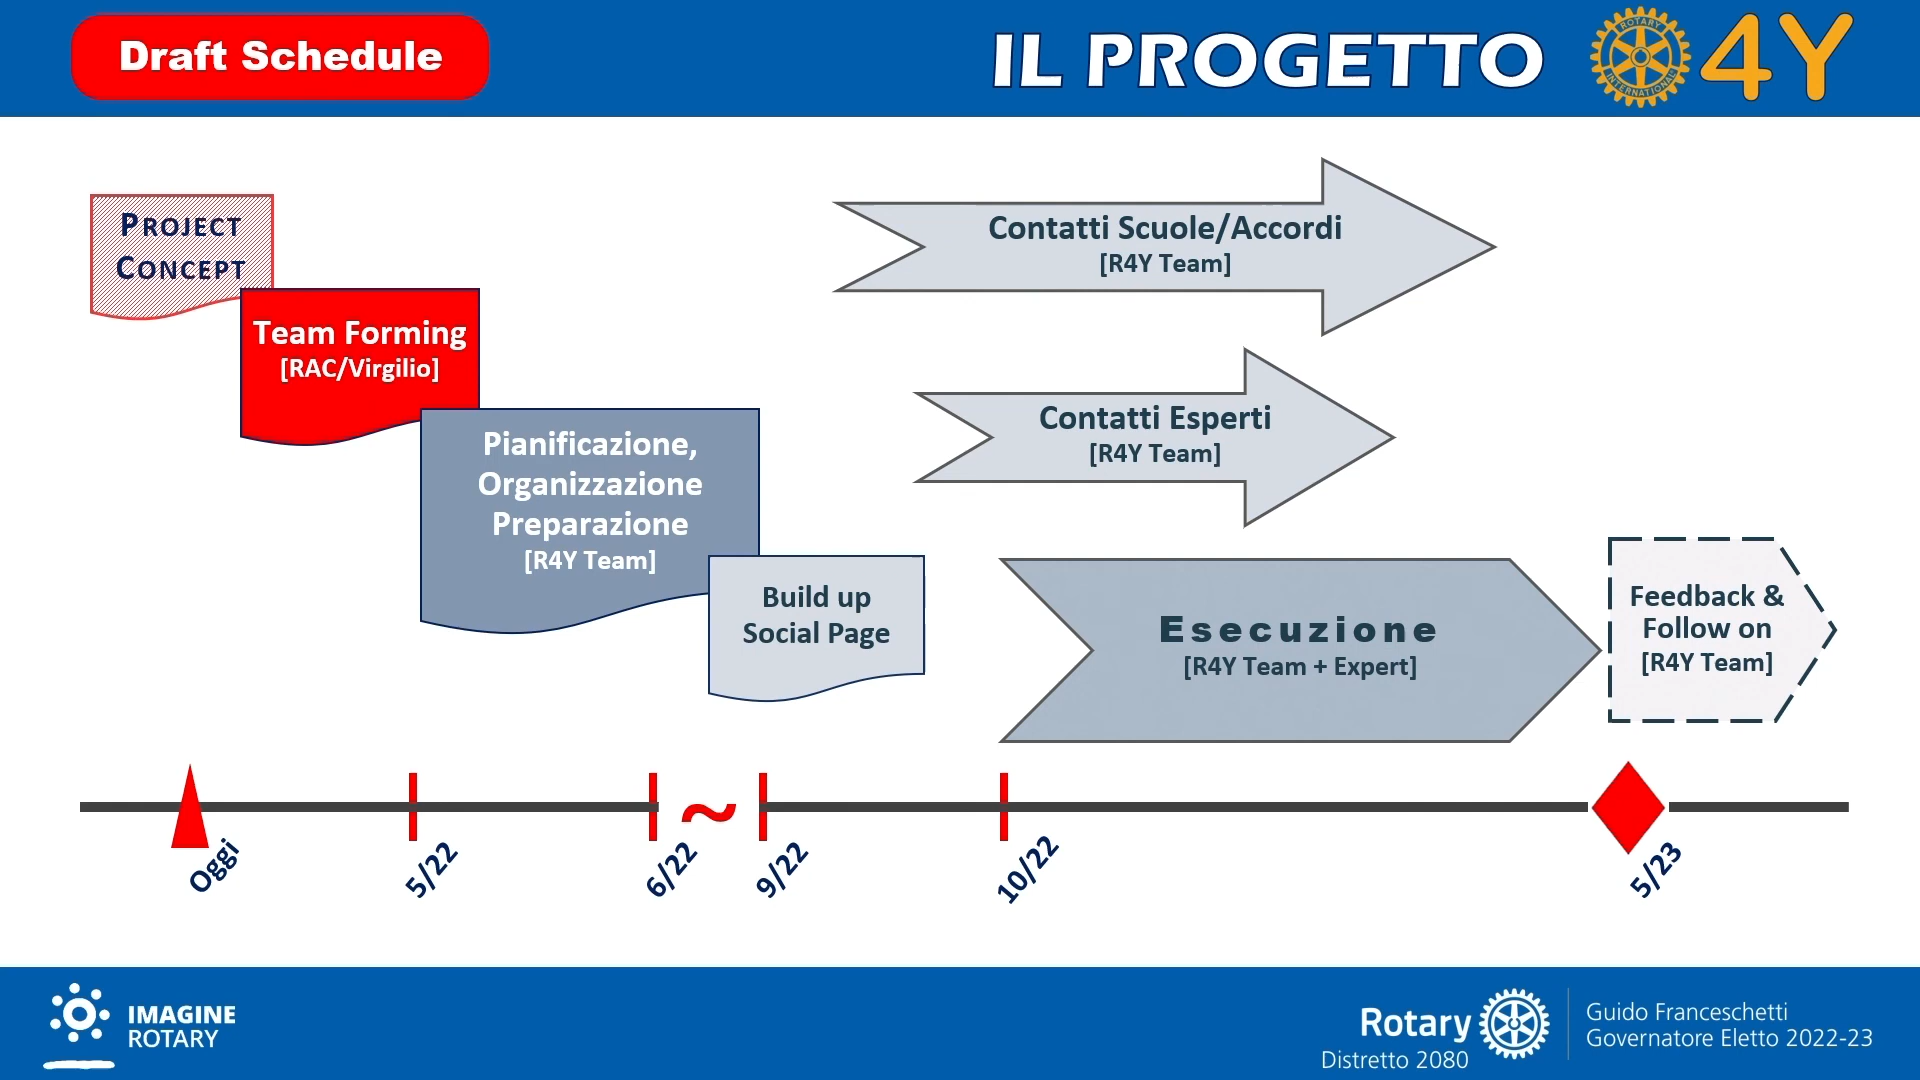 Draft Schedule
IL PROGETTO
ROTARY
INTERNATIONAL
4Y
PROJECT
CONCEPT
Team Forming
[RAC/Virgilio]
Pianificazione,
Organizzazione
Preparazione
[R4Y Team]
Build up
Social Page
Contatti Scuole/Accordi
[R4Y Team]
Contatti Esperti
[R4Y Team]
Esecuzione
[R4Y Team + Expert]
Feedback &
Follow on
[R4Y Team]
Oggi
5/22
6/22
~
9/22
10/22
5/23
IMAGINE
ROTARY
Rotary
Distretto 2080
Guido Franceschetti
Governatore Eletto 2022-23